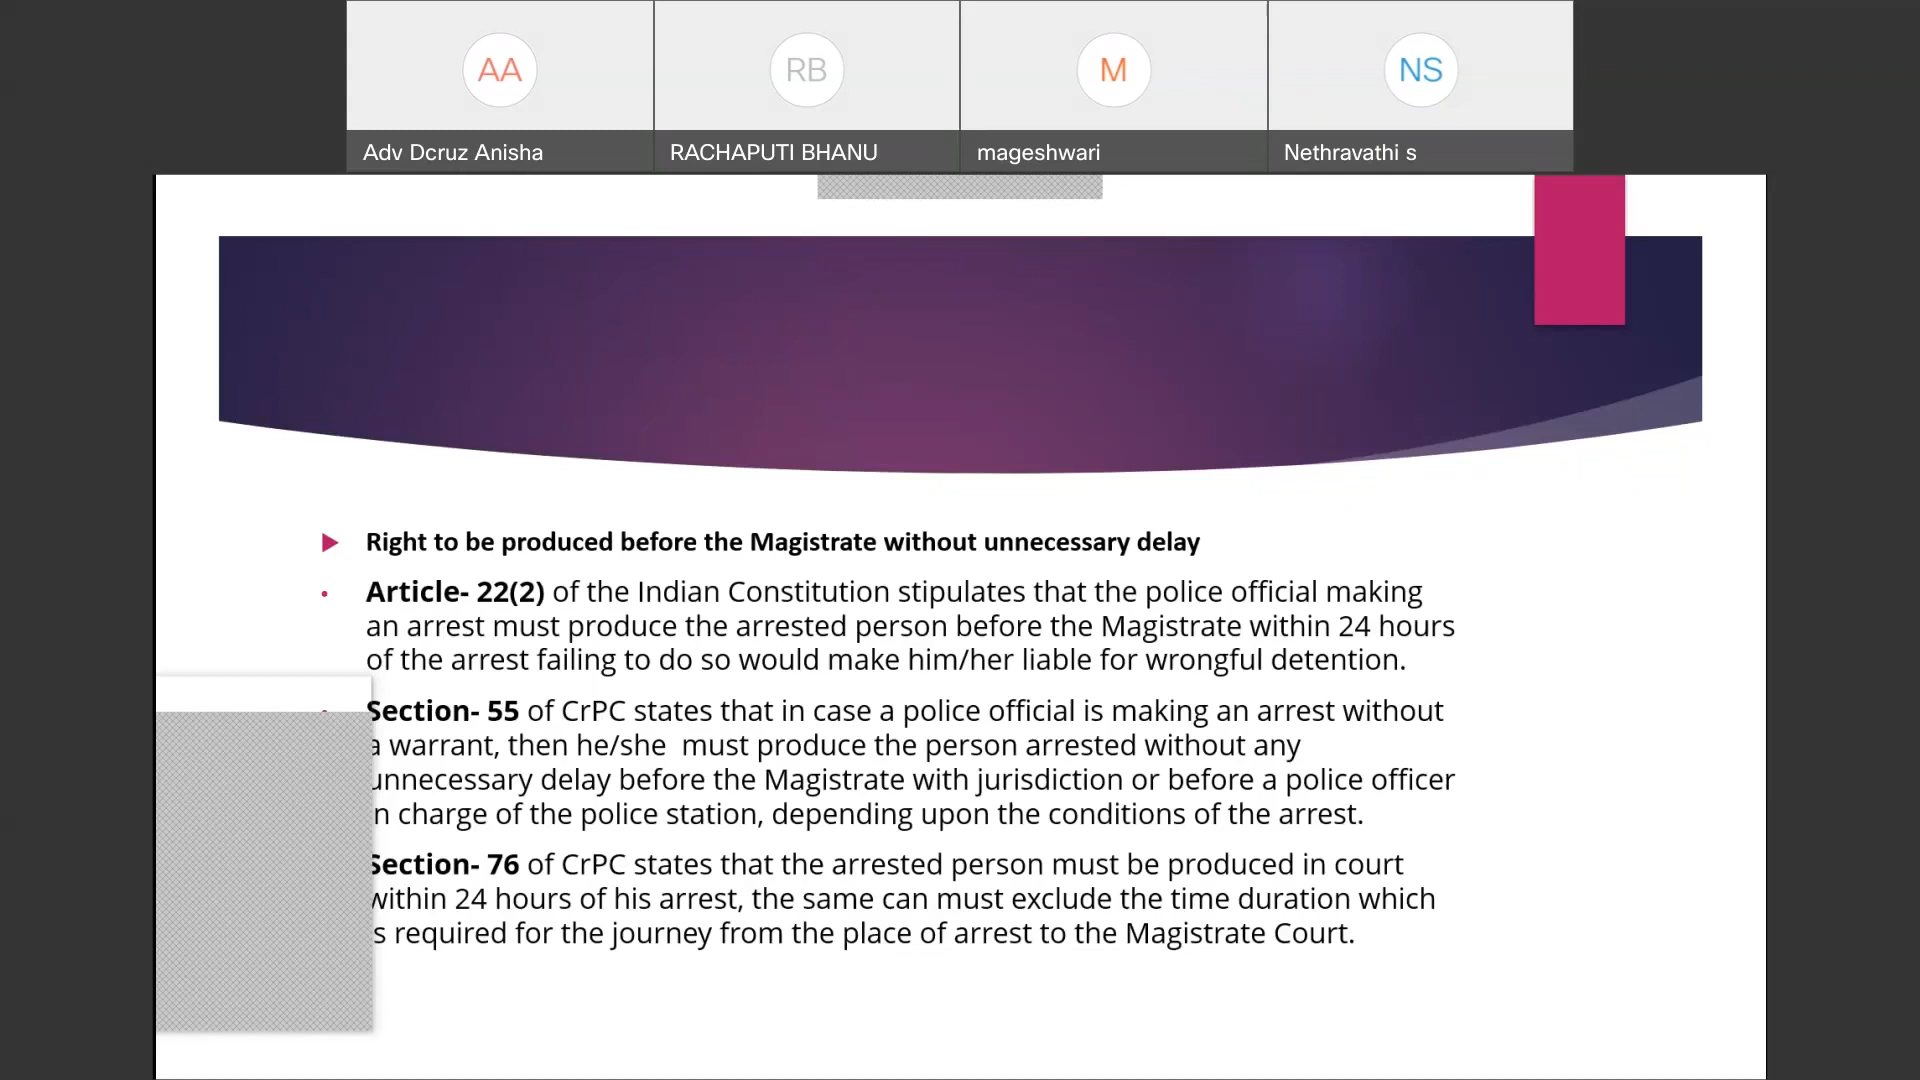 AA
RB
M
NS
Adv Dcruz Anisha
RACHAPUTI BHANU
mageshwari
Nethravathi s
Right to be produced before the Magistrate without unnecessary delay
Article- 22(2) of the Indian Constitution stipulates that the police official making
an arrest must produce the arrested person before the Magistrate within 24 hours
of the arrest failing to do so would make him/her liable for wrongful detention.
Section- 55 of CrPC states that in case a police official is making an arrest without
a warrant, then he/she must produce the person arrested without any
unnecessary delay before the Magistrate with jurisdiction or before a police officer
in charge of the police station, depending upon the conditions of the arrest.
Section- 76 of CrPC states that the arrested person must be produced in court
within 24 hours of his arrest, the same can must exclude the time duration which
is required for the journey from the place of arrest to the Magistrate Court.